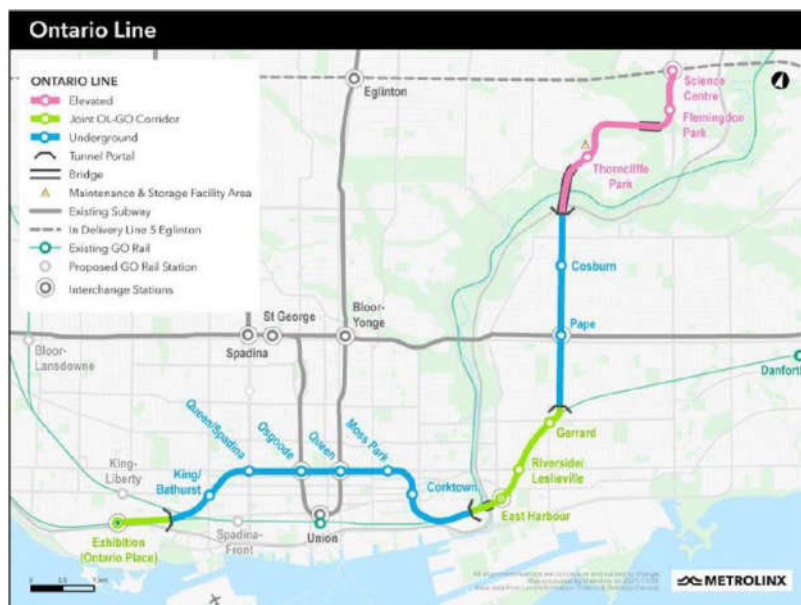 Ontario Line
ONTARIO LINE
Elevated
Joint OL-GO Corridor
Underground
Tunnel Portal
Bridge
Maintenance & Storage Facility Area
Existing Subway
In Delivery Line 5 Eglinton
Existing GO Rail
Proposed GO Rail Station
Interchange Stations
Eglinton
Science
Centre
Flemingdon
Park
Thorncliffe
Park
Cosburn
Pape
Bloor-
Yonge
St George
Spadina
Bloor-
Lansdowne
Danforth
Gerrard
Riverside/
Leslieville
East Harbour
Corktown
Moss Park
Queen
Osgoode
Queen/Spadina
King/
Bathurst
King-
Liberty
Exhibition
(Ontario Place)
Spadina-
Front
Union
METROLINX